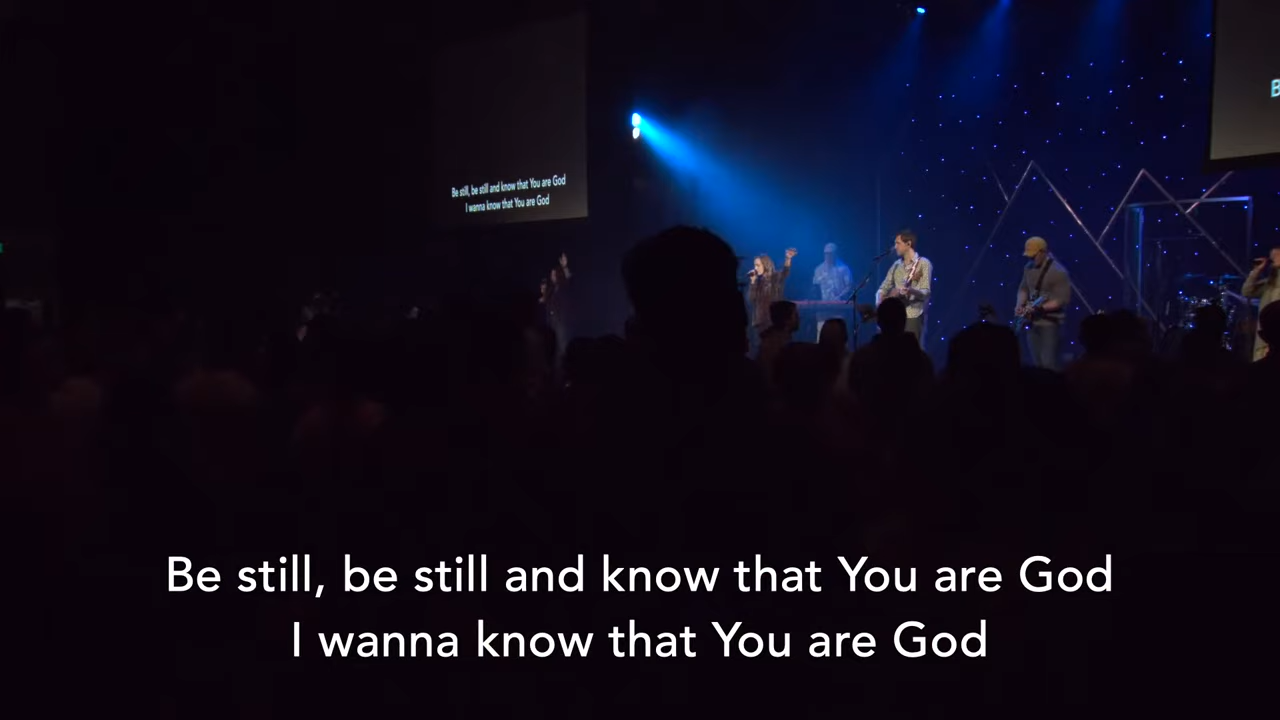 Be still, be still and know that You are God
I wanna know that You are God
B
Be still, be still and know that You are God
I wanna know that You are God